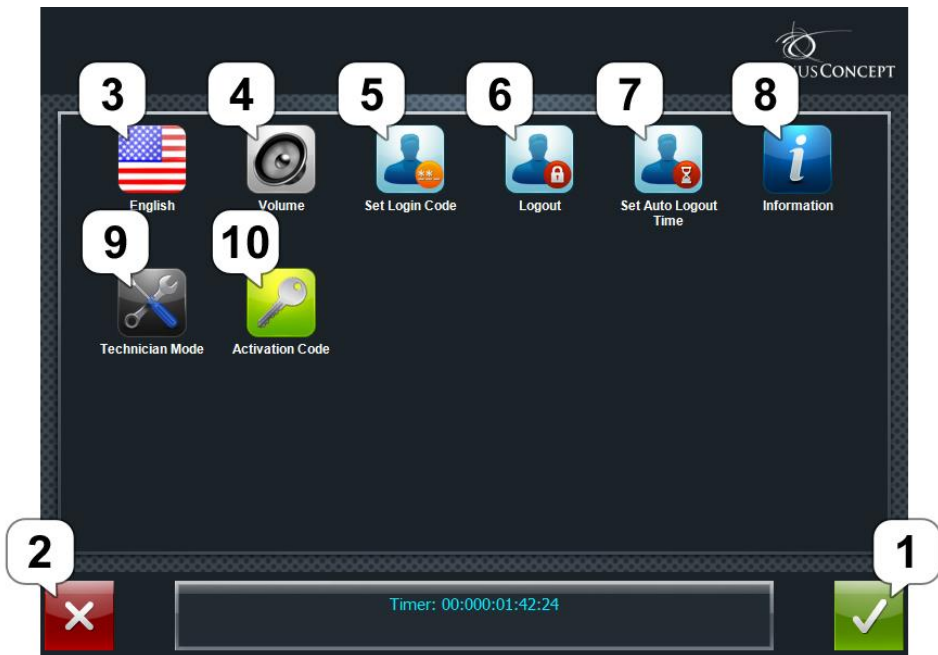 3 4 5 6 7 8
US CONCEPT
English Volume Set Login Code Logout Set Auto Logout Time Information
9 10
Technician Mode Activation Code
2 1
Timer: 00:000:01:42:24